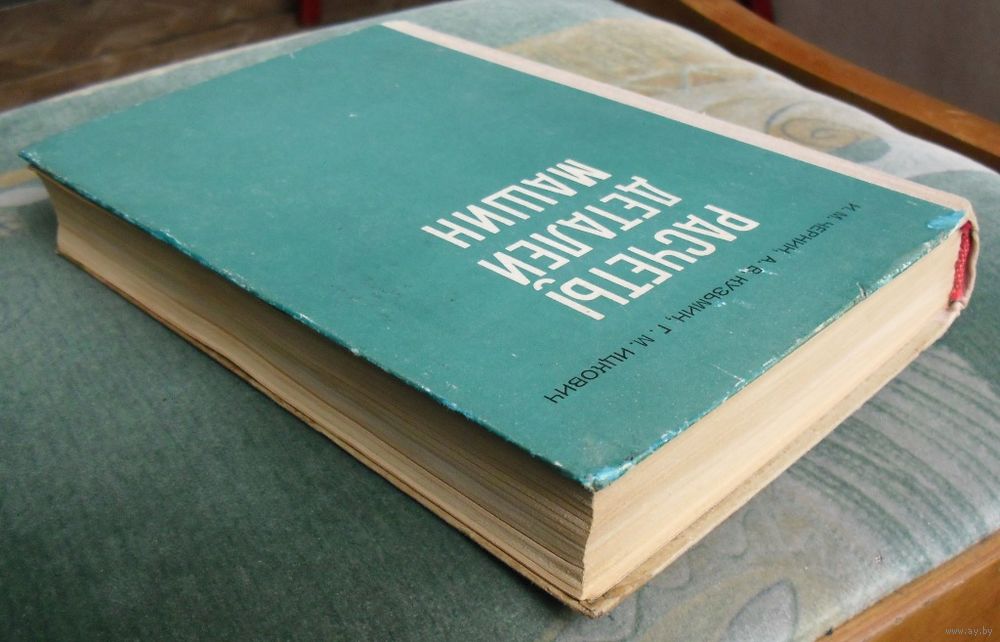 И. М. ЧЕРНИН, А. В. КУЗЬМИН, Г. М. ИЦКОВИЧ
РАСЧЕТЫ
ДЕТАЛЕЙ
МАШИН
www.ay.by